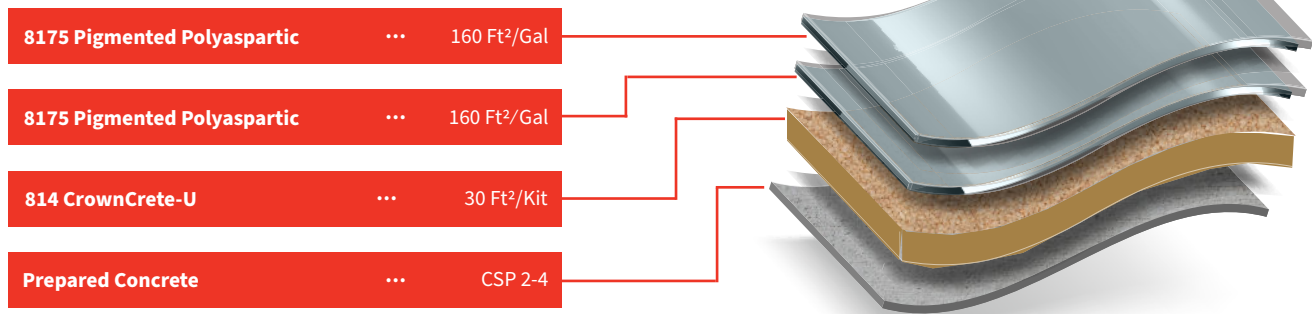 8175 Pigmented Polyaspartic ... 160 Ft²/Gal
8175 Pigmented Polyaspartic ... 160 Ft²/Gal
814 CrownCrete-U ... 30 Ft²/Kit
Prepared Concrete ... CSP 2-4